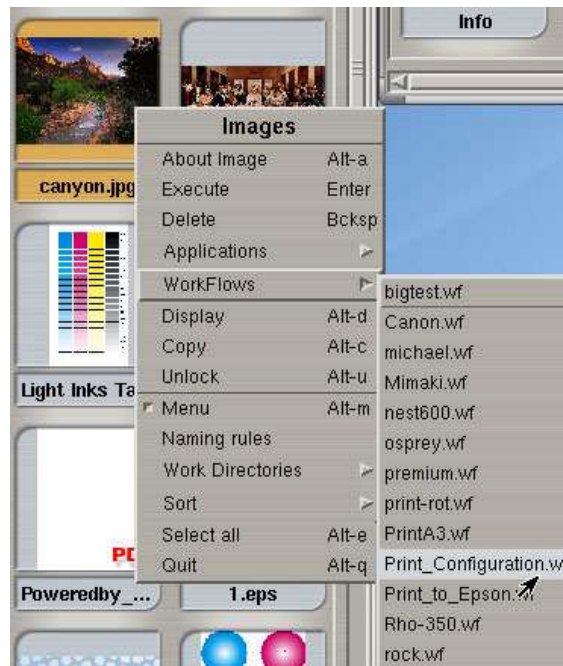 Info
Images
canyon.jpg
About Image Alt-a
Execute Enter
Delete Bcksp
Applications
WorkFlows
Display Alt-d
Copy Alt-c
Unlock Alt-u
Menu Alt-m
Naming rules
Work Directories
Sort
Select all Alt-e
Quit Alt-q
bigtest.wf
Canon.wf
michael.wf
Mimaki.wf
nest600.wf
osprey.wf
premium.wf
print-rot.wf
PrintA3.wf
Print_Configuration.w
Print_to_Epson.wf
Rho-350.wf
rock.wf
Light Inks Ta
PD
Poweredby_...
1.eps